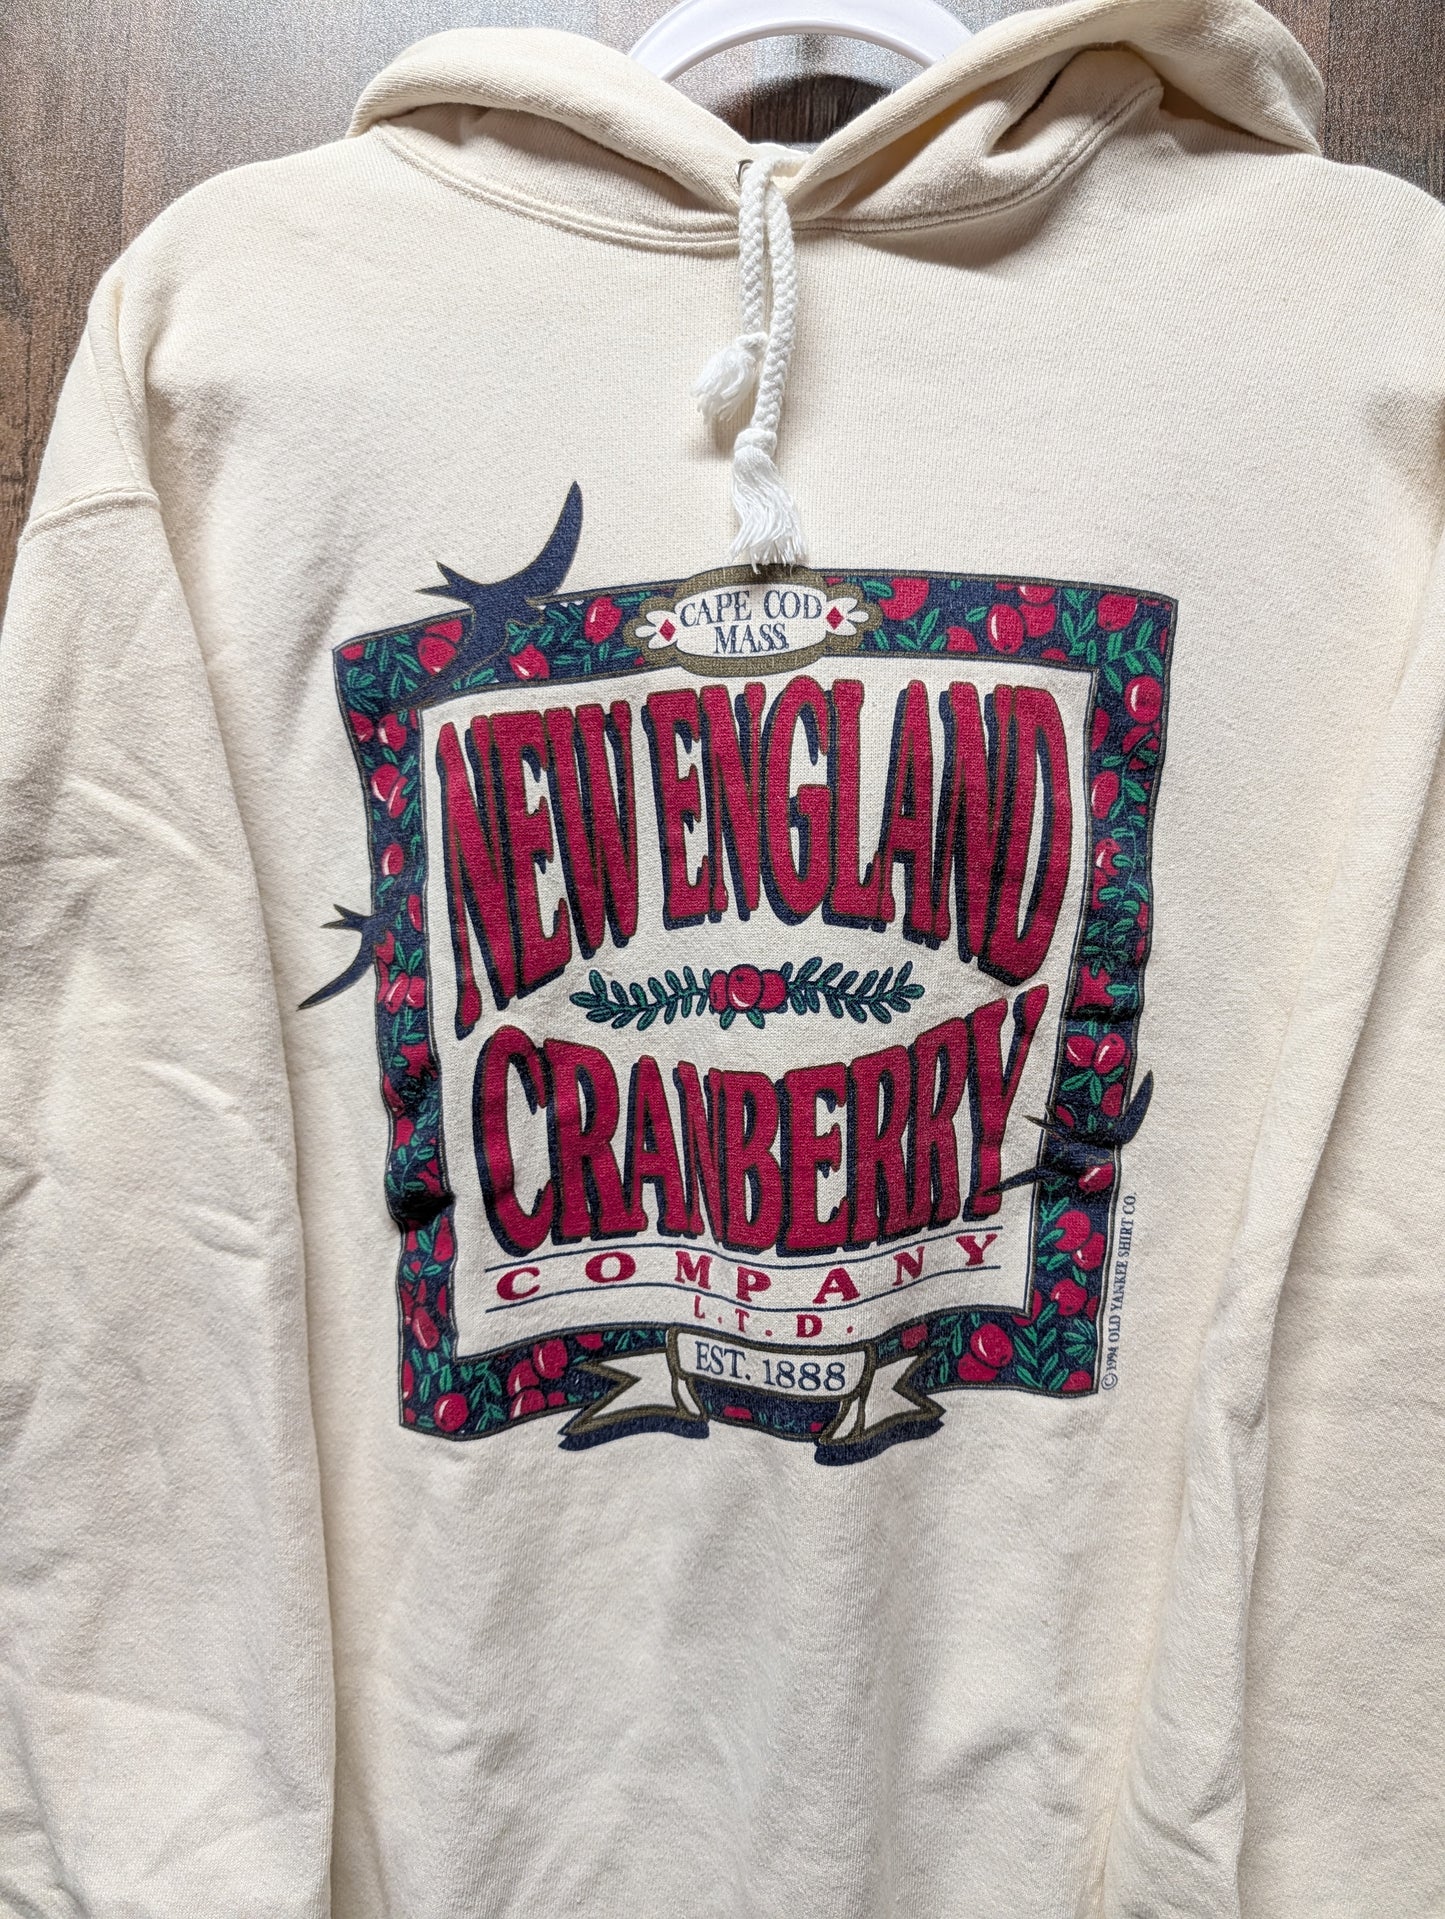 CAPE COD
MASS.
NEW ENGLAND
CRANBERRY
COMPANY
L.T.D.
EST. 1888
© 1994 OLD YANKEE SHIRT CO.